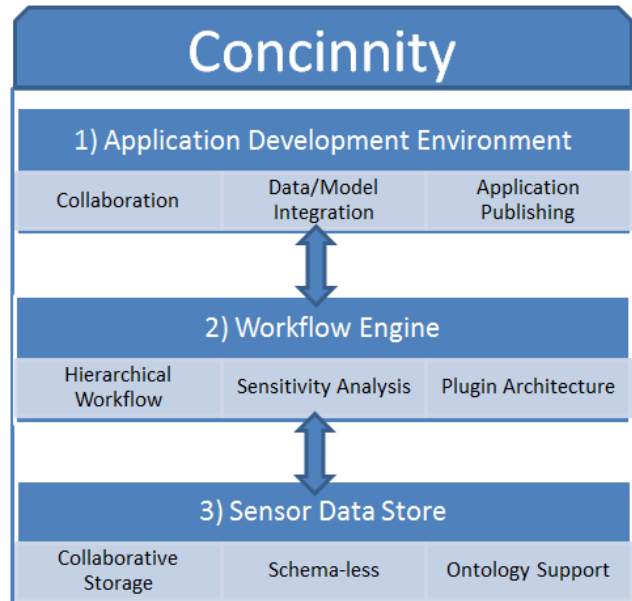 Concinnity
1) Application Development Environment
Collaboration
Data/Model
Integration
Application
Publishing
2) Workflow Engine
Hierarchical
Workflow
Sensitivity Analysis
Plugin Architecture
3) Sensor Data Store
Collaborative
Storage
Schema-less
Ontology Support